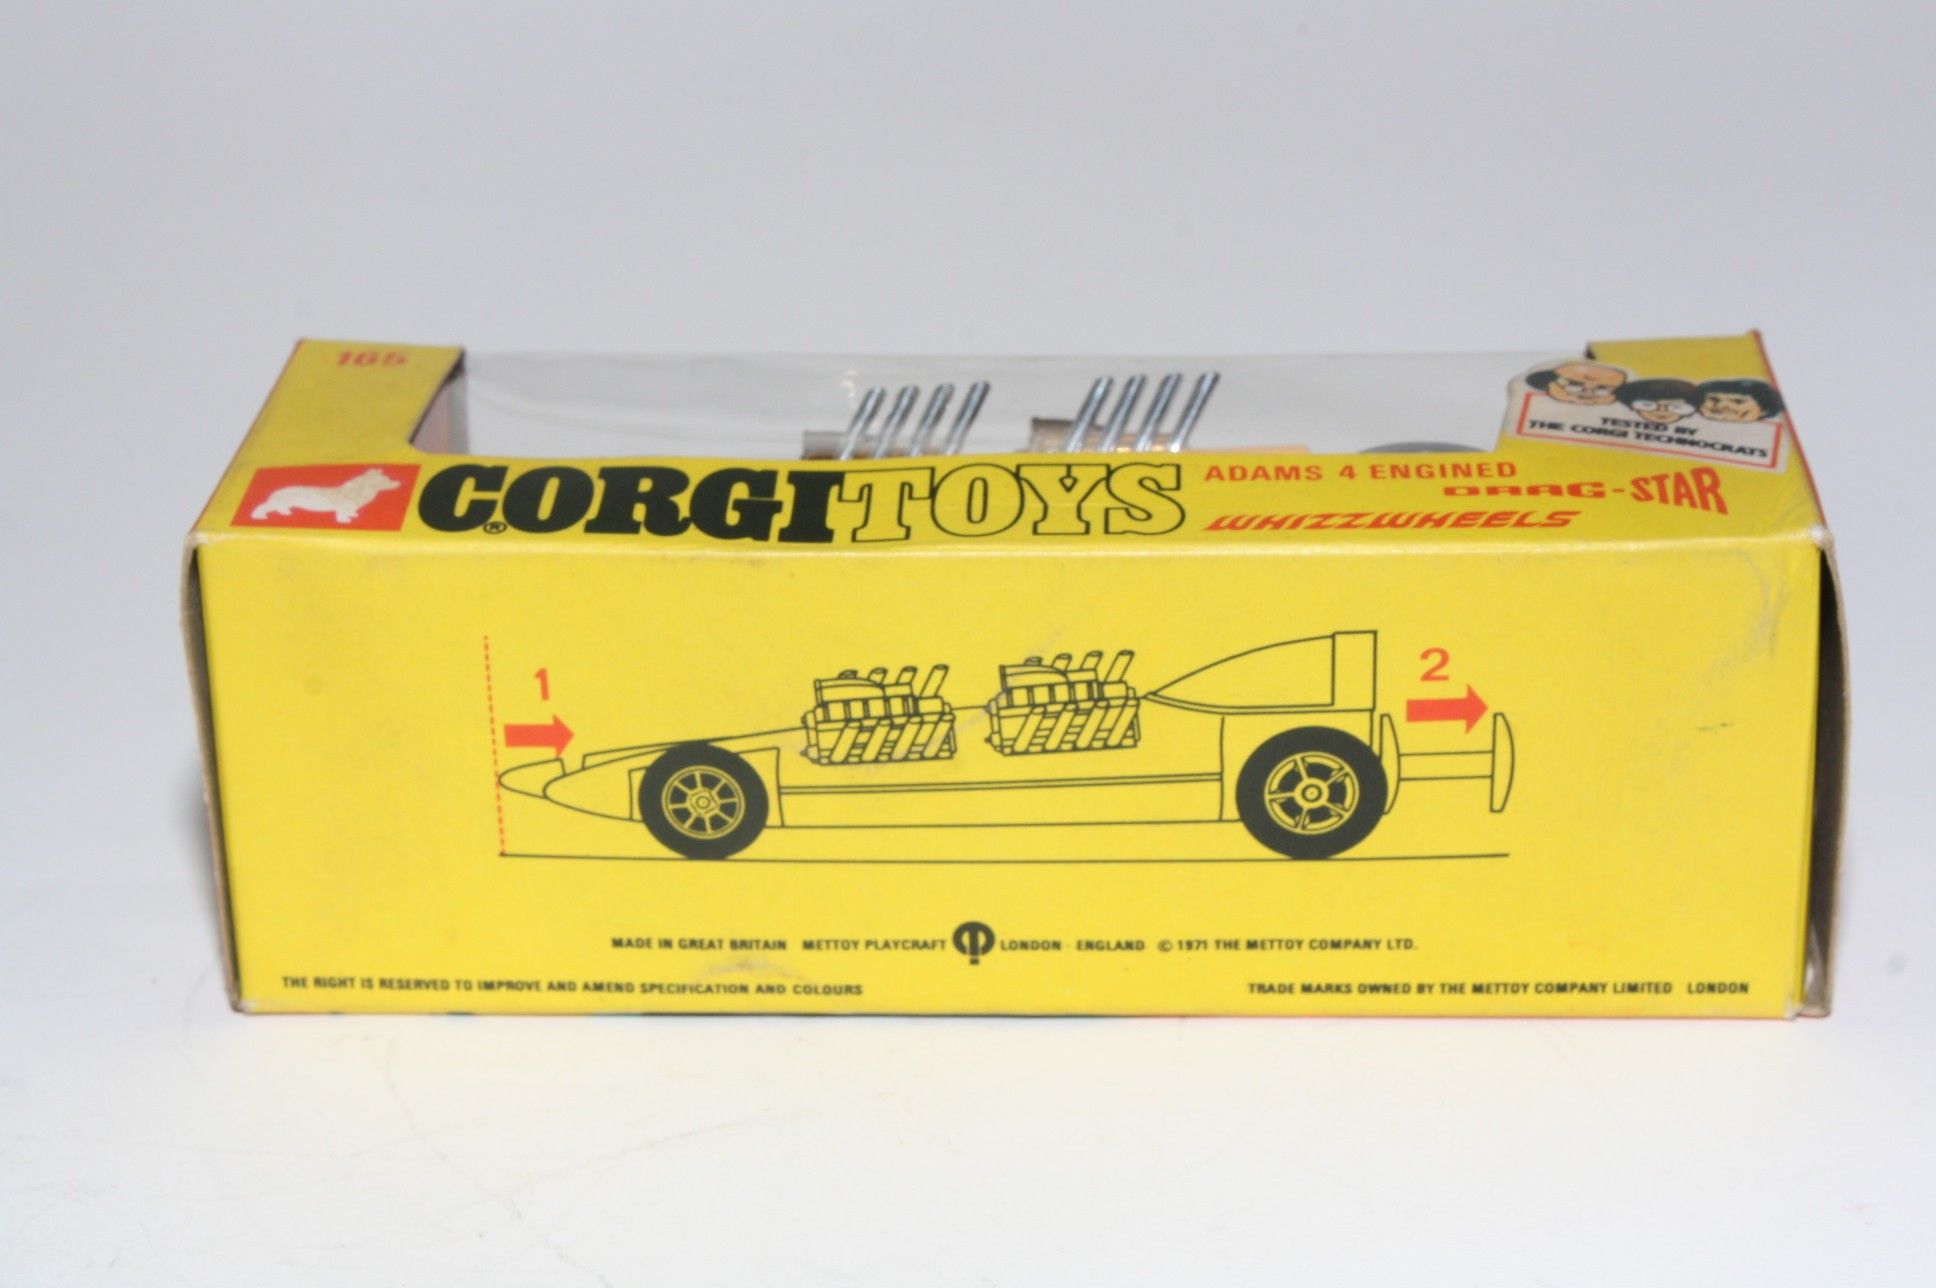 165
TESTED BY
THE CORGI TECHNOCRATS
CORGI TOYS ®
ADAMS 4 ENGINED
DRAG-STAR
WHIZZWHEELS
1
2
MADE IN GREAT BRITAIN METTOY PLAYCRAFT LONDON · ENGLAND © 1971 THE METTOY COMPANY LTD.
THE RIGHT IS RESERVED TO IMPROVE AND AMEND SPECIFICATION AND COLOURS
TRADE MARKS OWNED BY THE METTOY COMPANY LIMITED LONDON